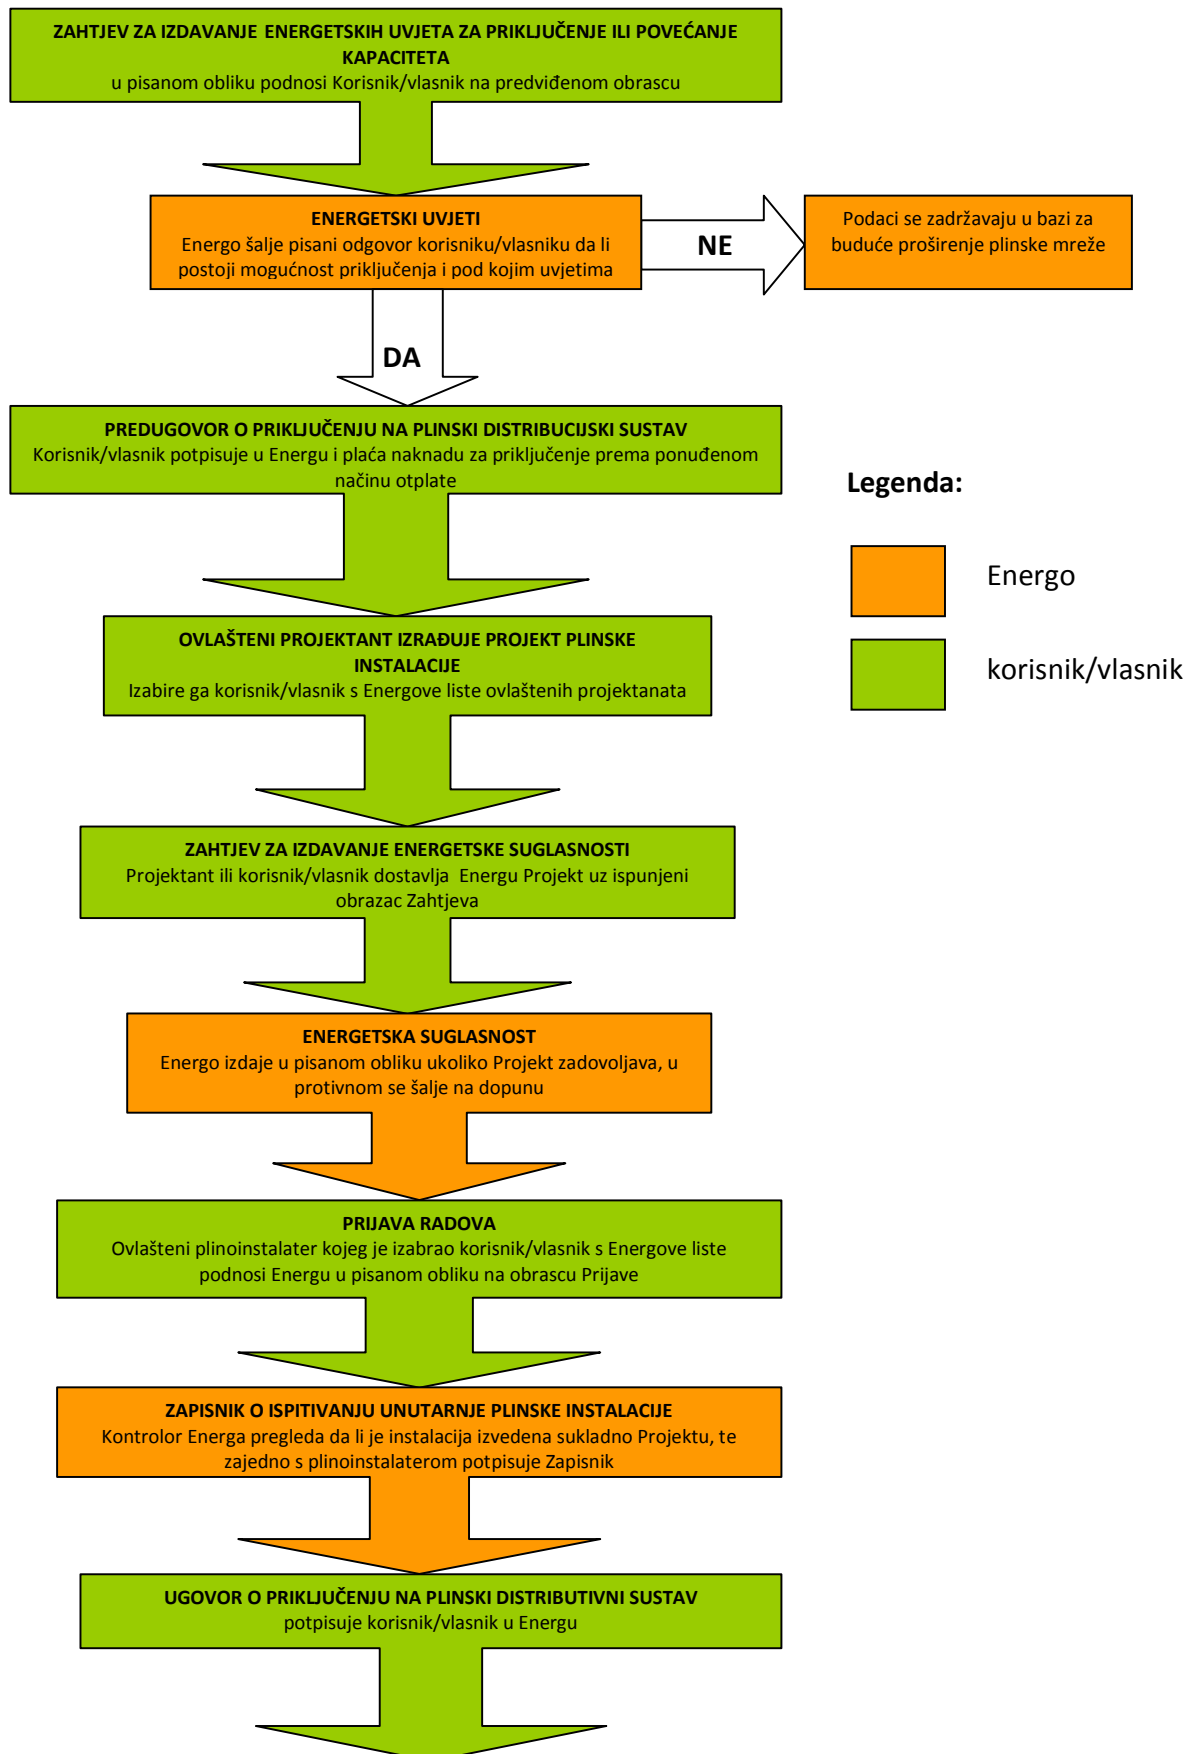 ZAHTJEV ZA IZDAVANJE ENERGETSKIH UVJETA ZA PRIKLJUČENJE ILI POVEĆANJE
KAPACITETA
u pisanom obliku podnosi Korisnik/vlasnik na predviđenom obrascu
ENERGETSKI UVJETI
Energo šalje pisani odgovor korisniku/vlasniku da li
postoji mogućnost priključenja i pod kojim uvjetima
NE
Podaci se zadržavaju u bazi za
buduće proširenje plinske mreže
DA
PREDUGOVOR O PRIKLJUČENJU NA PLINSKI DISTRIBUCIJSKI SUSTAV
Korisnik/vlasnik potpisuje u Energu i plaća naknadu za priključenje prema ponuđenom
načinu otplate
Legenda:
Energo
korisnik/vlasnik
OVLAŠTENI PROJEKTANT IZRAĐUJE PROJEKT PLINSKE
INSTALACIJE
Izabire ga korisnik/vlasnik s Energove liste ovlaštenih projektanata
ZAHTJEV ZA IZDAVANJE ENERGETSKE SUGLASNOSTI
Projektant ili korisnik/vlasnik dostavlja Energu Projekt uz ispunjeni
obrazac Zahtjeva
ENERGETSKA SUGLASNOST
Energo izdaje u pisanom obliku ukoliko Projekt zadovoljava, u
protivnom se šalje na dopunu
PRIJAVA RADOVA
Ovlašteni plinoinstalater kojeg je izabrao korisnik/vlasnik s Energove liste
podnosi Energu u pisanom obliku na obrascu Prijave
ZAPISNIK O ISPITIVANJU UNUTARNJE PLINSKE INSTALACIJE
Kontrolor Energa pregleda da li je instalacija izvedena sukladno Projektu, te
zajedno s plinoinstalaterom potpisuje Zapisnik
UGOVOR O PRIKLJUČENJU NA PLINSKI DISTRIBUTIVNI SUSTAV
potpisuje korisnik/vlasnik u Energu